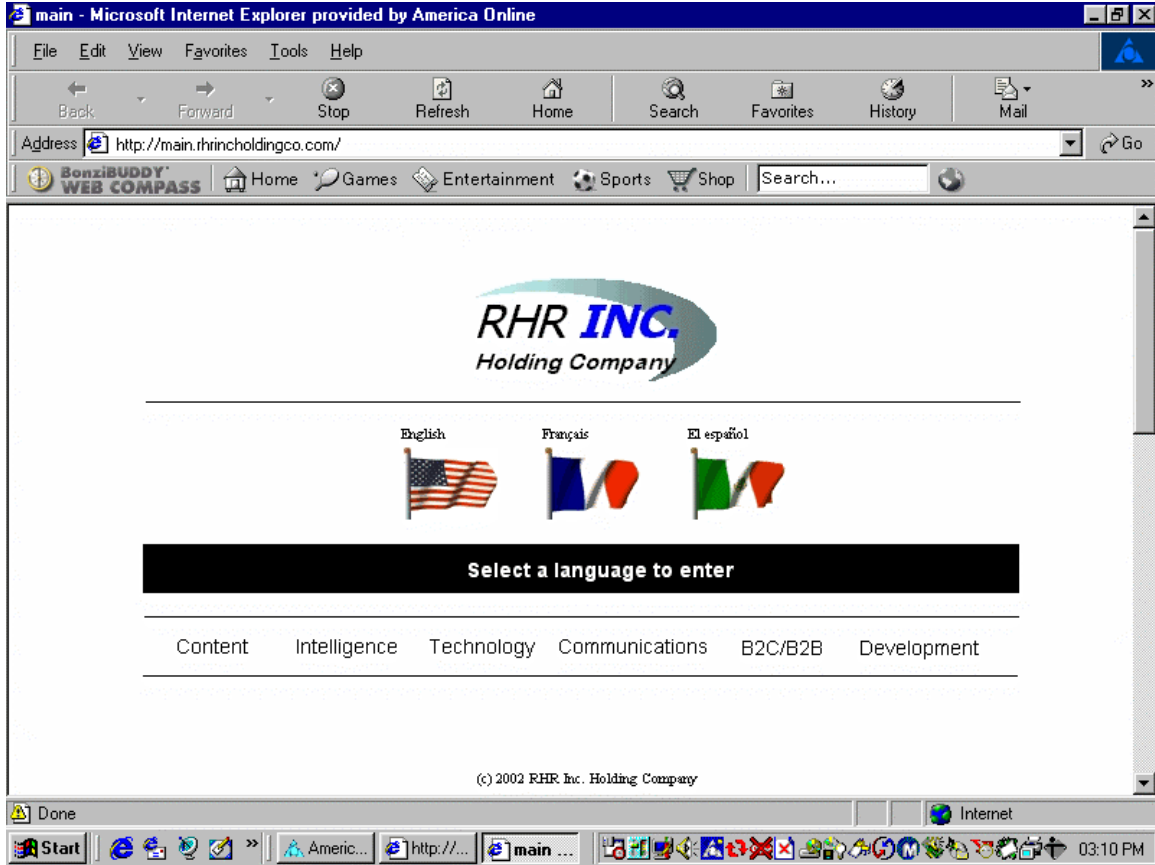 main - Microsoft Internet Explorer provided by America Online
File Edit View Favorites Tools Help
Back Forward Stop Refresh Home Search Favorites History Mail »
Address http://main.rhrincholdingco.com/ Go
BonziBUDDY WEB COMPASS Home Games Entertainment Sports Shop Search...
RHR INC.
Holding Company
English Français El español
Select a language to enter
Content Intelligence Technology Communications B2C/B2B Development
(c) 2002 RHR Inc. Holding Company
Done Internet
Start » Americ... http://... main ... 03:10 PM